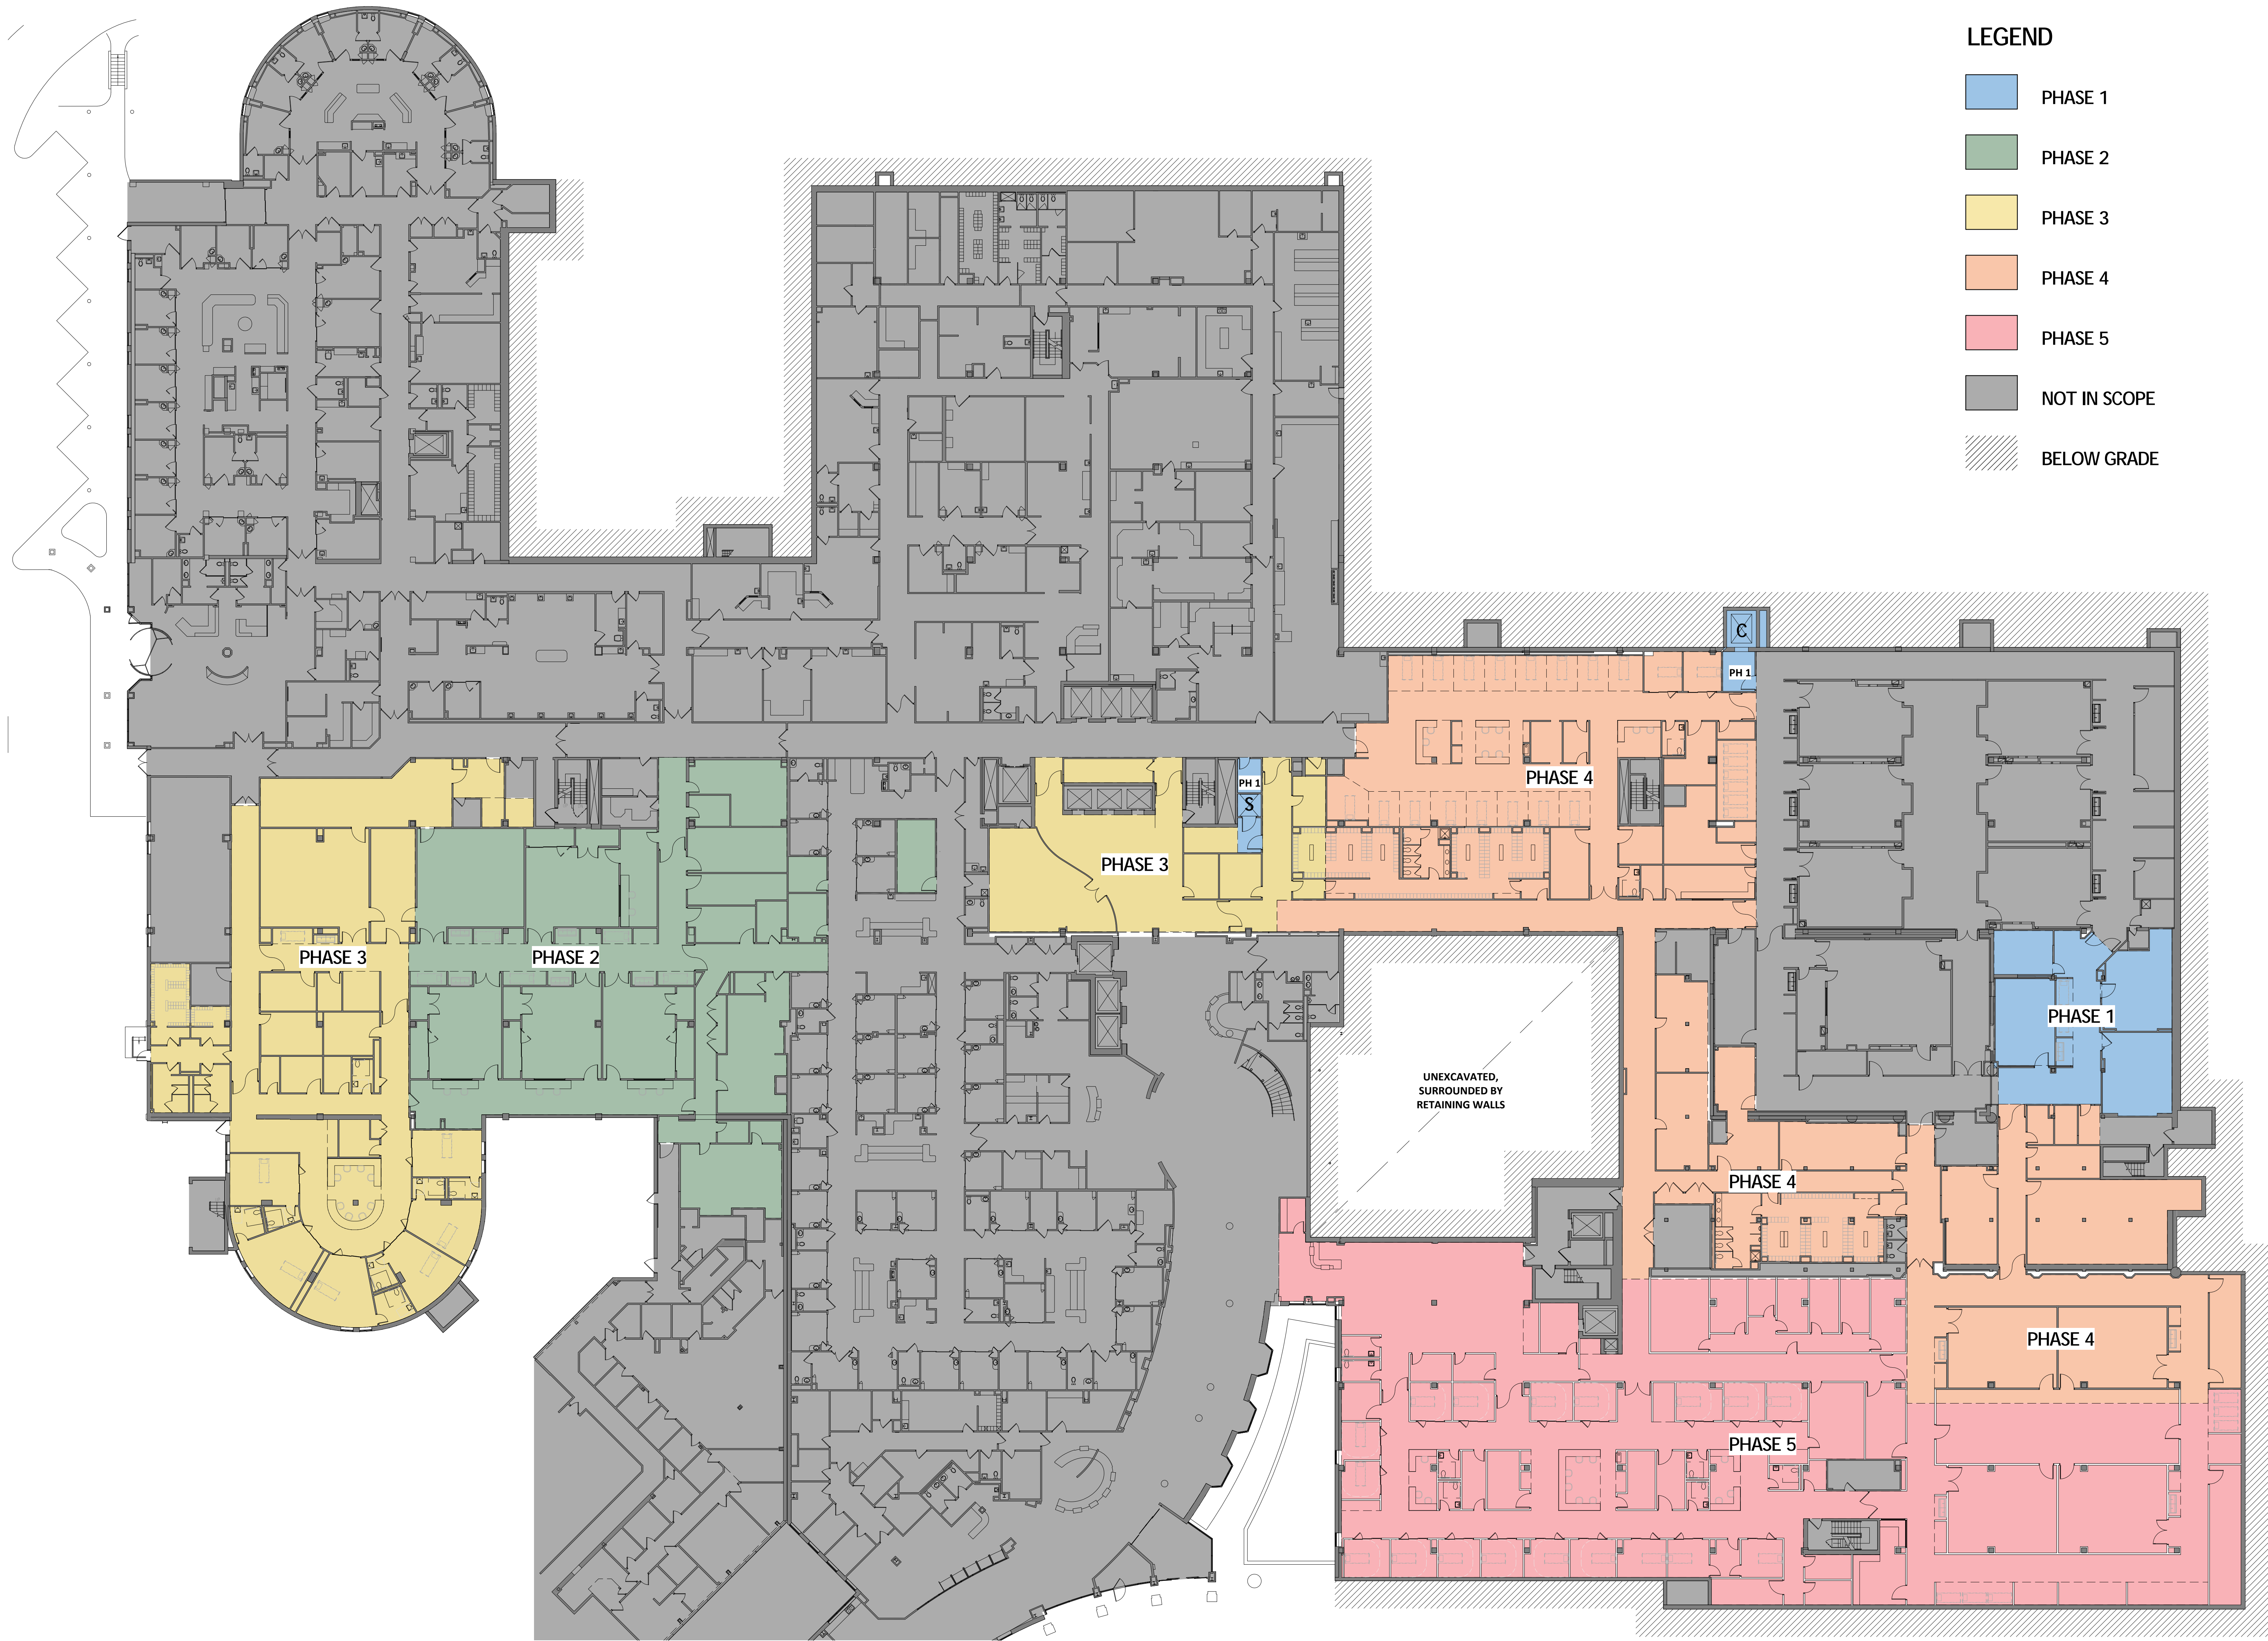 LEGEND
PHASE 1
PHASE 2
PHASE 3
PHASE 4
PHASE 5
NOT IN SCOPE
BELOW GRADE
C
PH 1
PHASE 4
PH 1
S
PHASE 3
PHASE 3
PHASE 2
PHASE 1
UNEXCAVATED,
SURROUNDED BY
RETAINING WALLS
PHASE 4
PHASE 4
PHASE 5